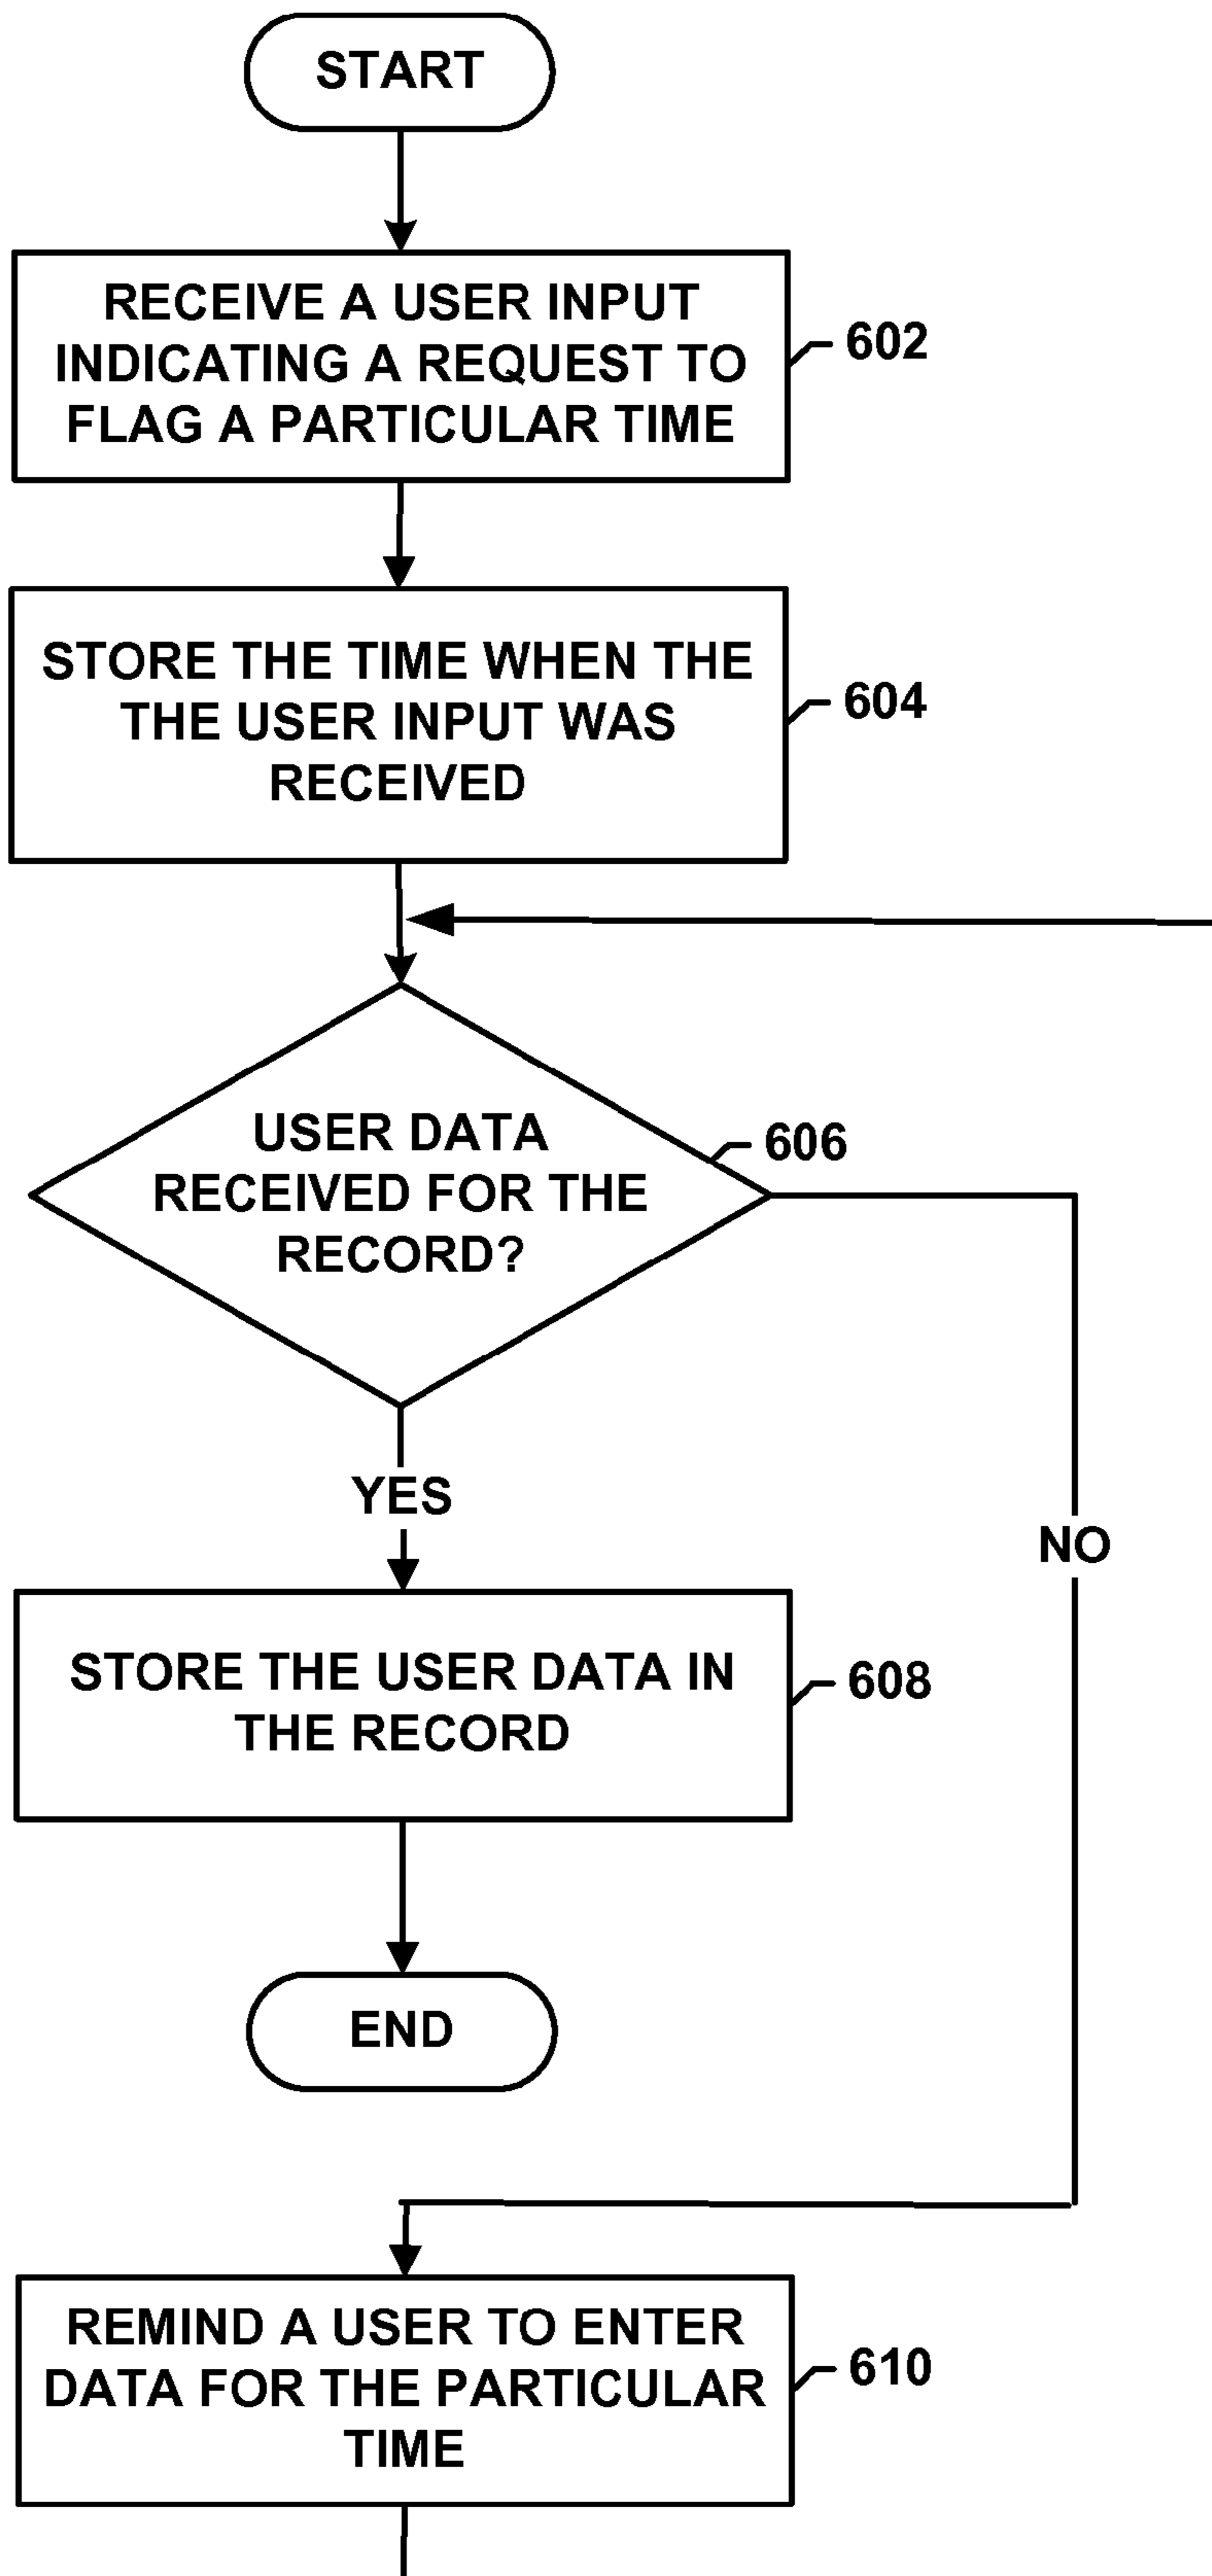 START
RECEIVE A USER INPUT
INDICATING A REQUEST TO
FLAG A PARTICULAR TIME
602
STORE THE TIME WHEN THE
THE USER INPUT WAS
RECEIVED
604
USER DATA
RECEIVED FOR THE
RECORD?
606
YES
NO
STORE THE USER DATA IN
THE RECORD
608
END
REMIND A USER TO ENTER
DATA FOR THE PARTICULAR
TIME
610